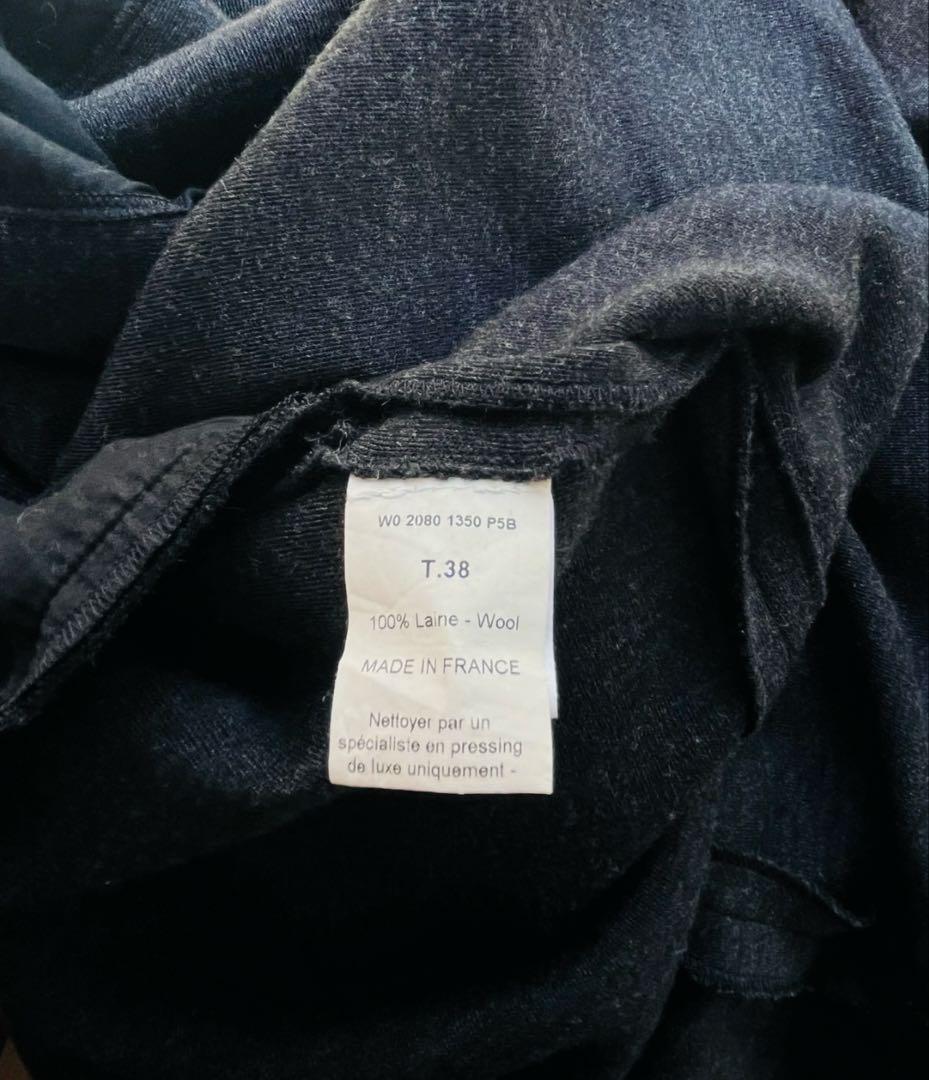 W0 2080 1350 P5B
T.38
100% Laine - Wool
MADE IN FRANCE
Nettoyer par un
spécialiste en pressing
de luxe uniquement -